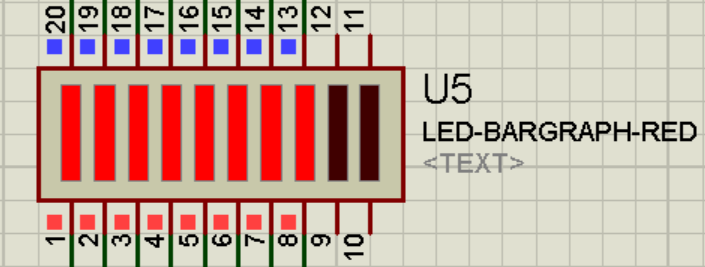 20 19 18 17 16 15 14 13 12 11
U5
LED-BARGRAPH-RED
<TEXT>
1 2 3 4 5 6 7 8 9 10